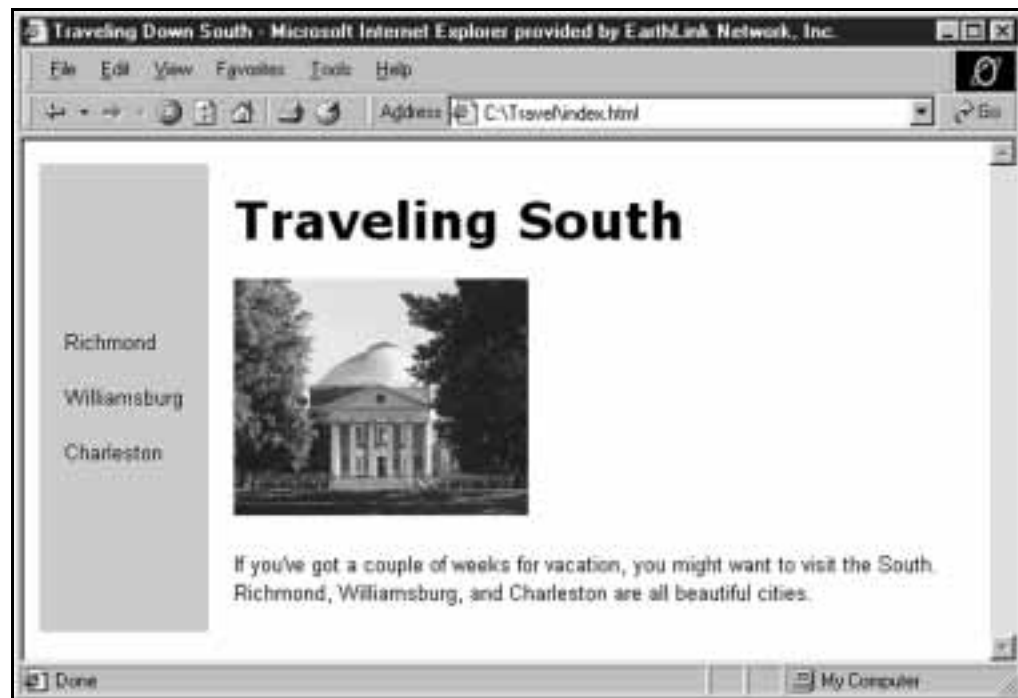 Traveling Down South - Microsoft Internet Explorer provided by EarthLink Network, Inc.
File Edit View Favorites Tools Help
Address C:\Travel\index.html Go
Traveling South
Richmond
Williamsburg
Charleston
If you've got a couple of weeks for vacation, you might want to visit the South.
Richmond, Williamsburg, and Charleston are all beautiful cities.
Done My Computer